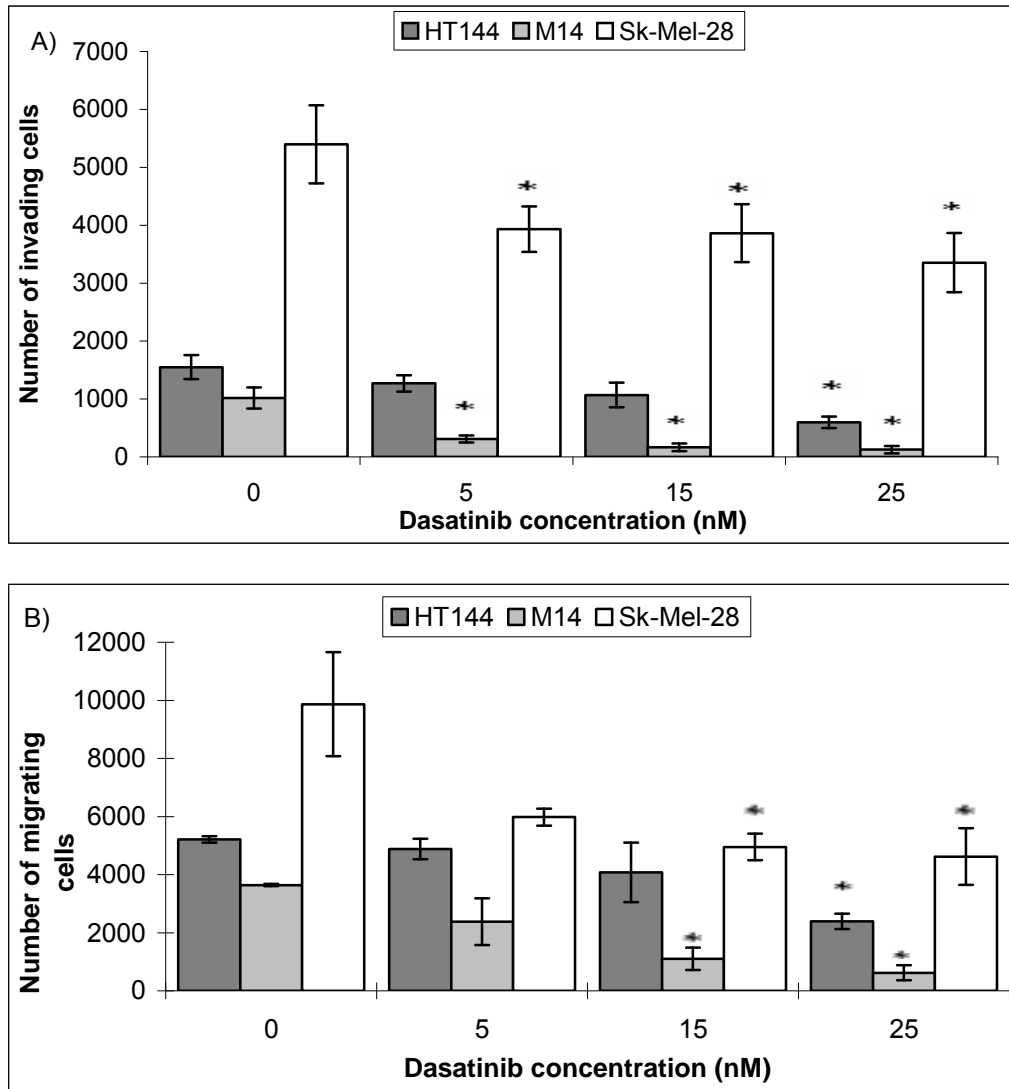 A)
HT144 M14 Sk-Mel-28
7000
6000
5000
4000
3000
2000
1000
0
Number of invading cells
* * *
* * * *
0 5 15 25
Dasatinib concentration (nM)
B)
HT144 M14 Sk-Mel-28
12000
10000
8000
6000
4000
2000
0
Number of migrating
cells
* *
* * *
0 5 15 25
Dasatinib concentration (nM)